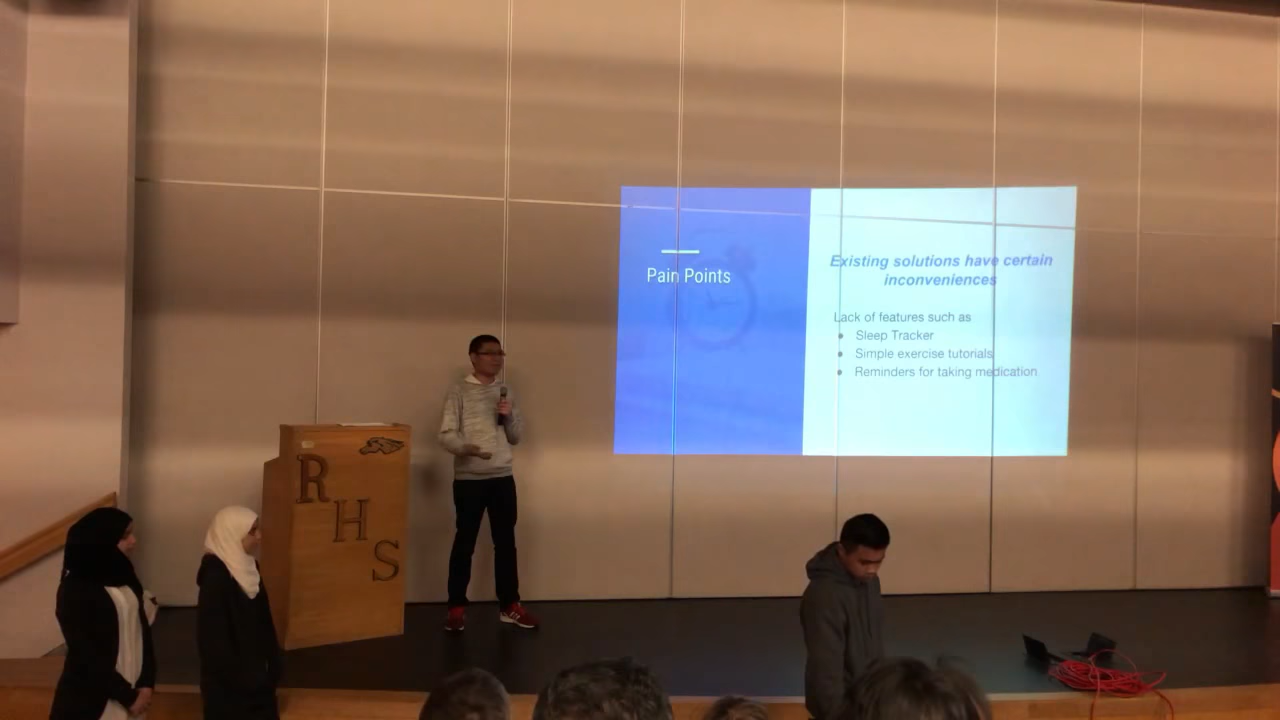 Pain Points
Existing solutions have certain
inconveniences
Lack of features such as
● Sleep Tracker
● Simple exercise tutorials
● Reminders for taking medication
R
H
S